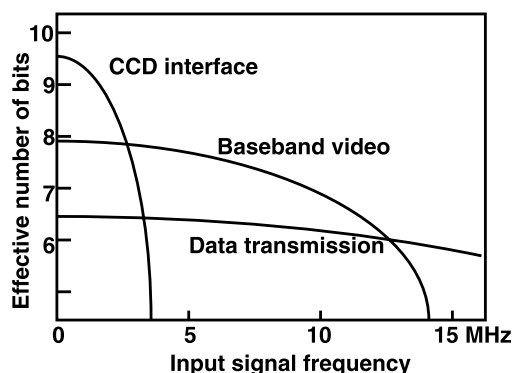 Effective number of bits
10
9
8
7
6
CCD interface
Baseband video
Data transmission
0 5 10 15 MHz
Input signal frequency